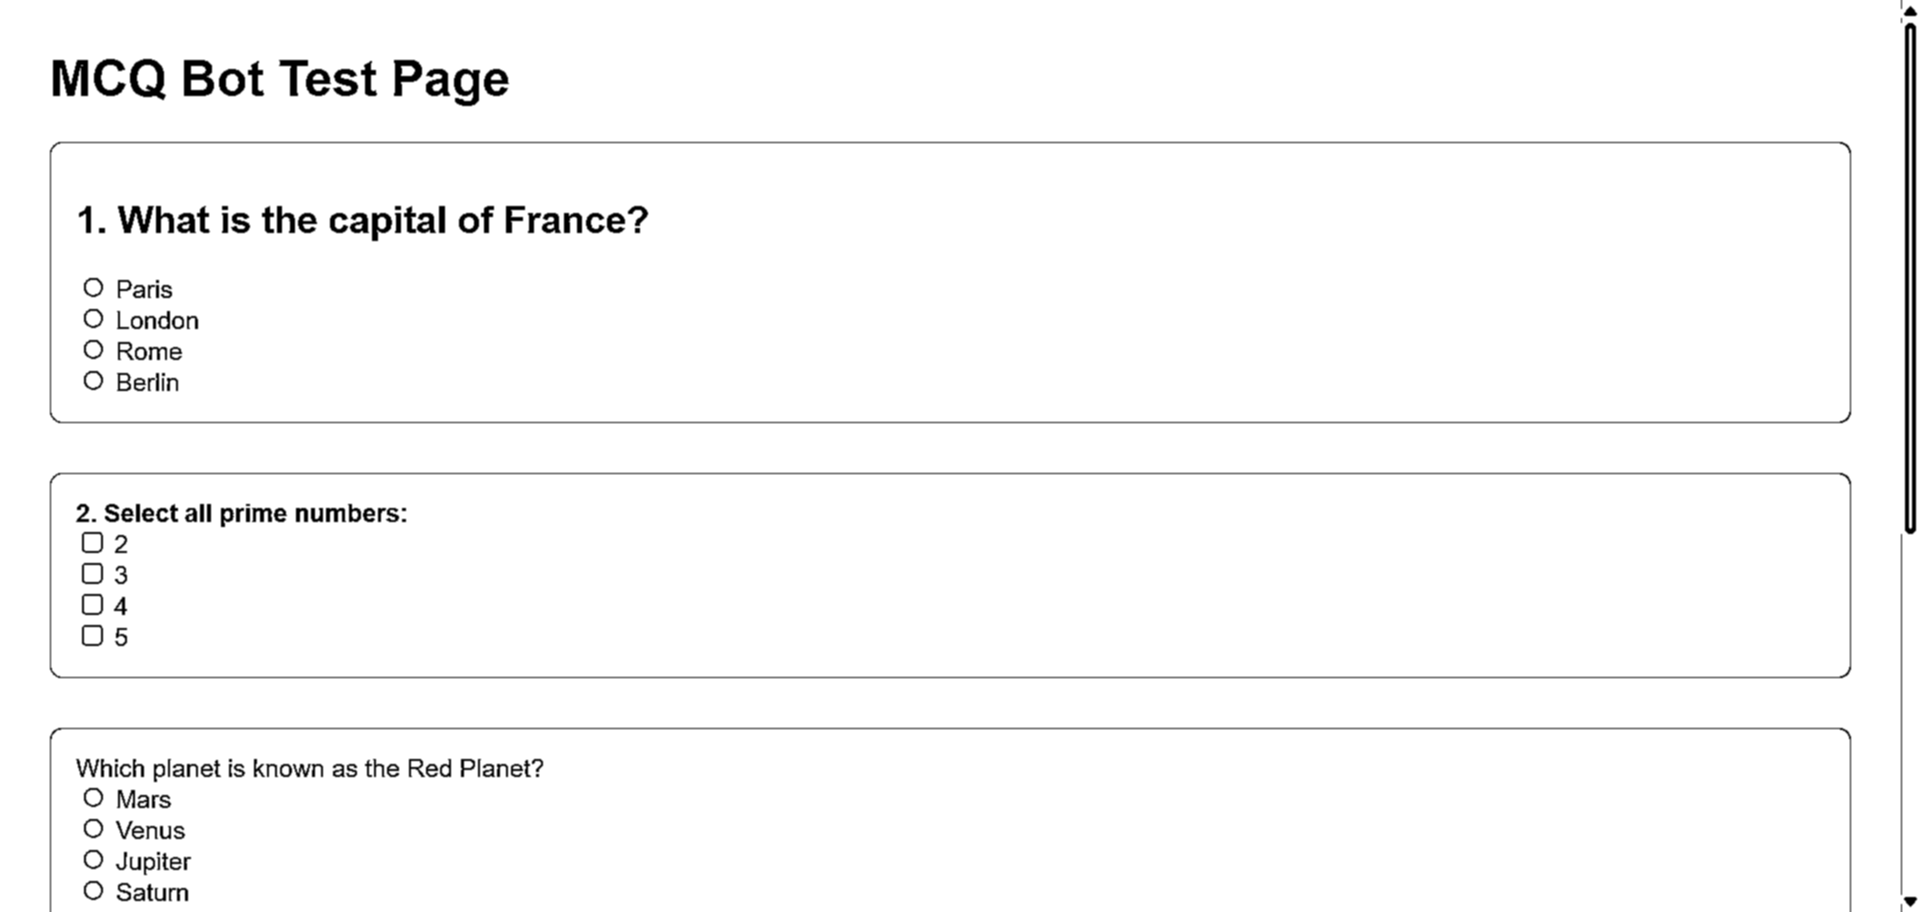 MCQ Bot Test Page
1. What is the capital of France?
Paris
London
Rome
Berlin
2. Select all prime numbers:
2
3
4
5
Which planet is known as the Red Planet?
Mars
Venus
Jupiter
Saturn